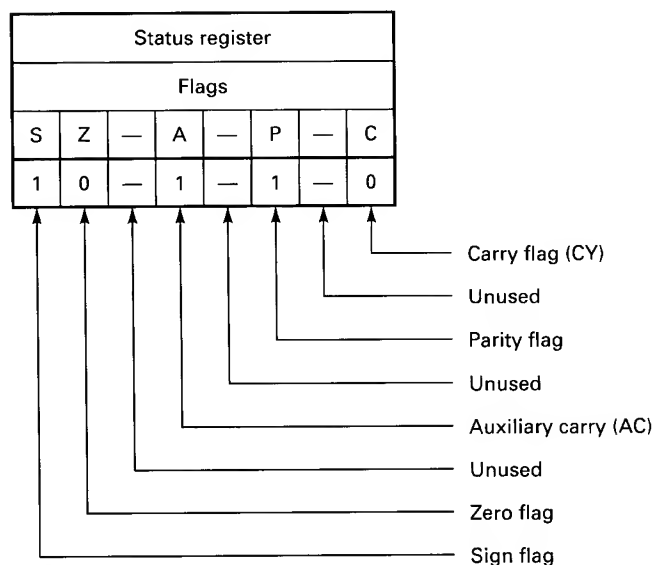 Status register
Flags
S Z — A — P — C
1 0 — 1 — 1 — 0
Carry flag (CY)
Unused
Parity flag
Unused
Auxiliary carry (AC)
Unused
Zero flag
Sign flag